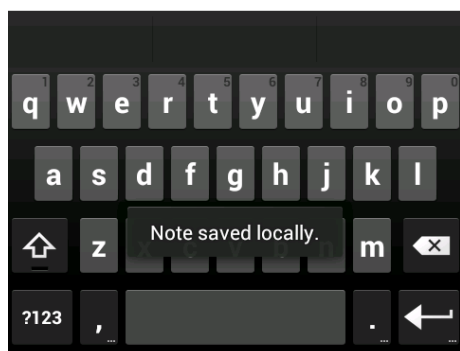 1 2 3 4 5 6 7 8 9 0
q w e r t y u i o p
a s d f g h j k l
z x c v b n m
Note saved locally.
?123 , ... . ... ...